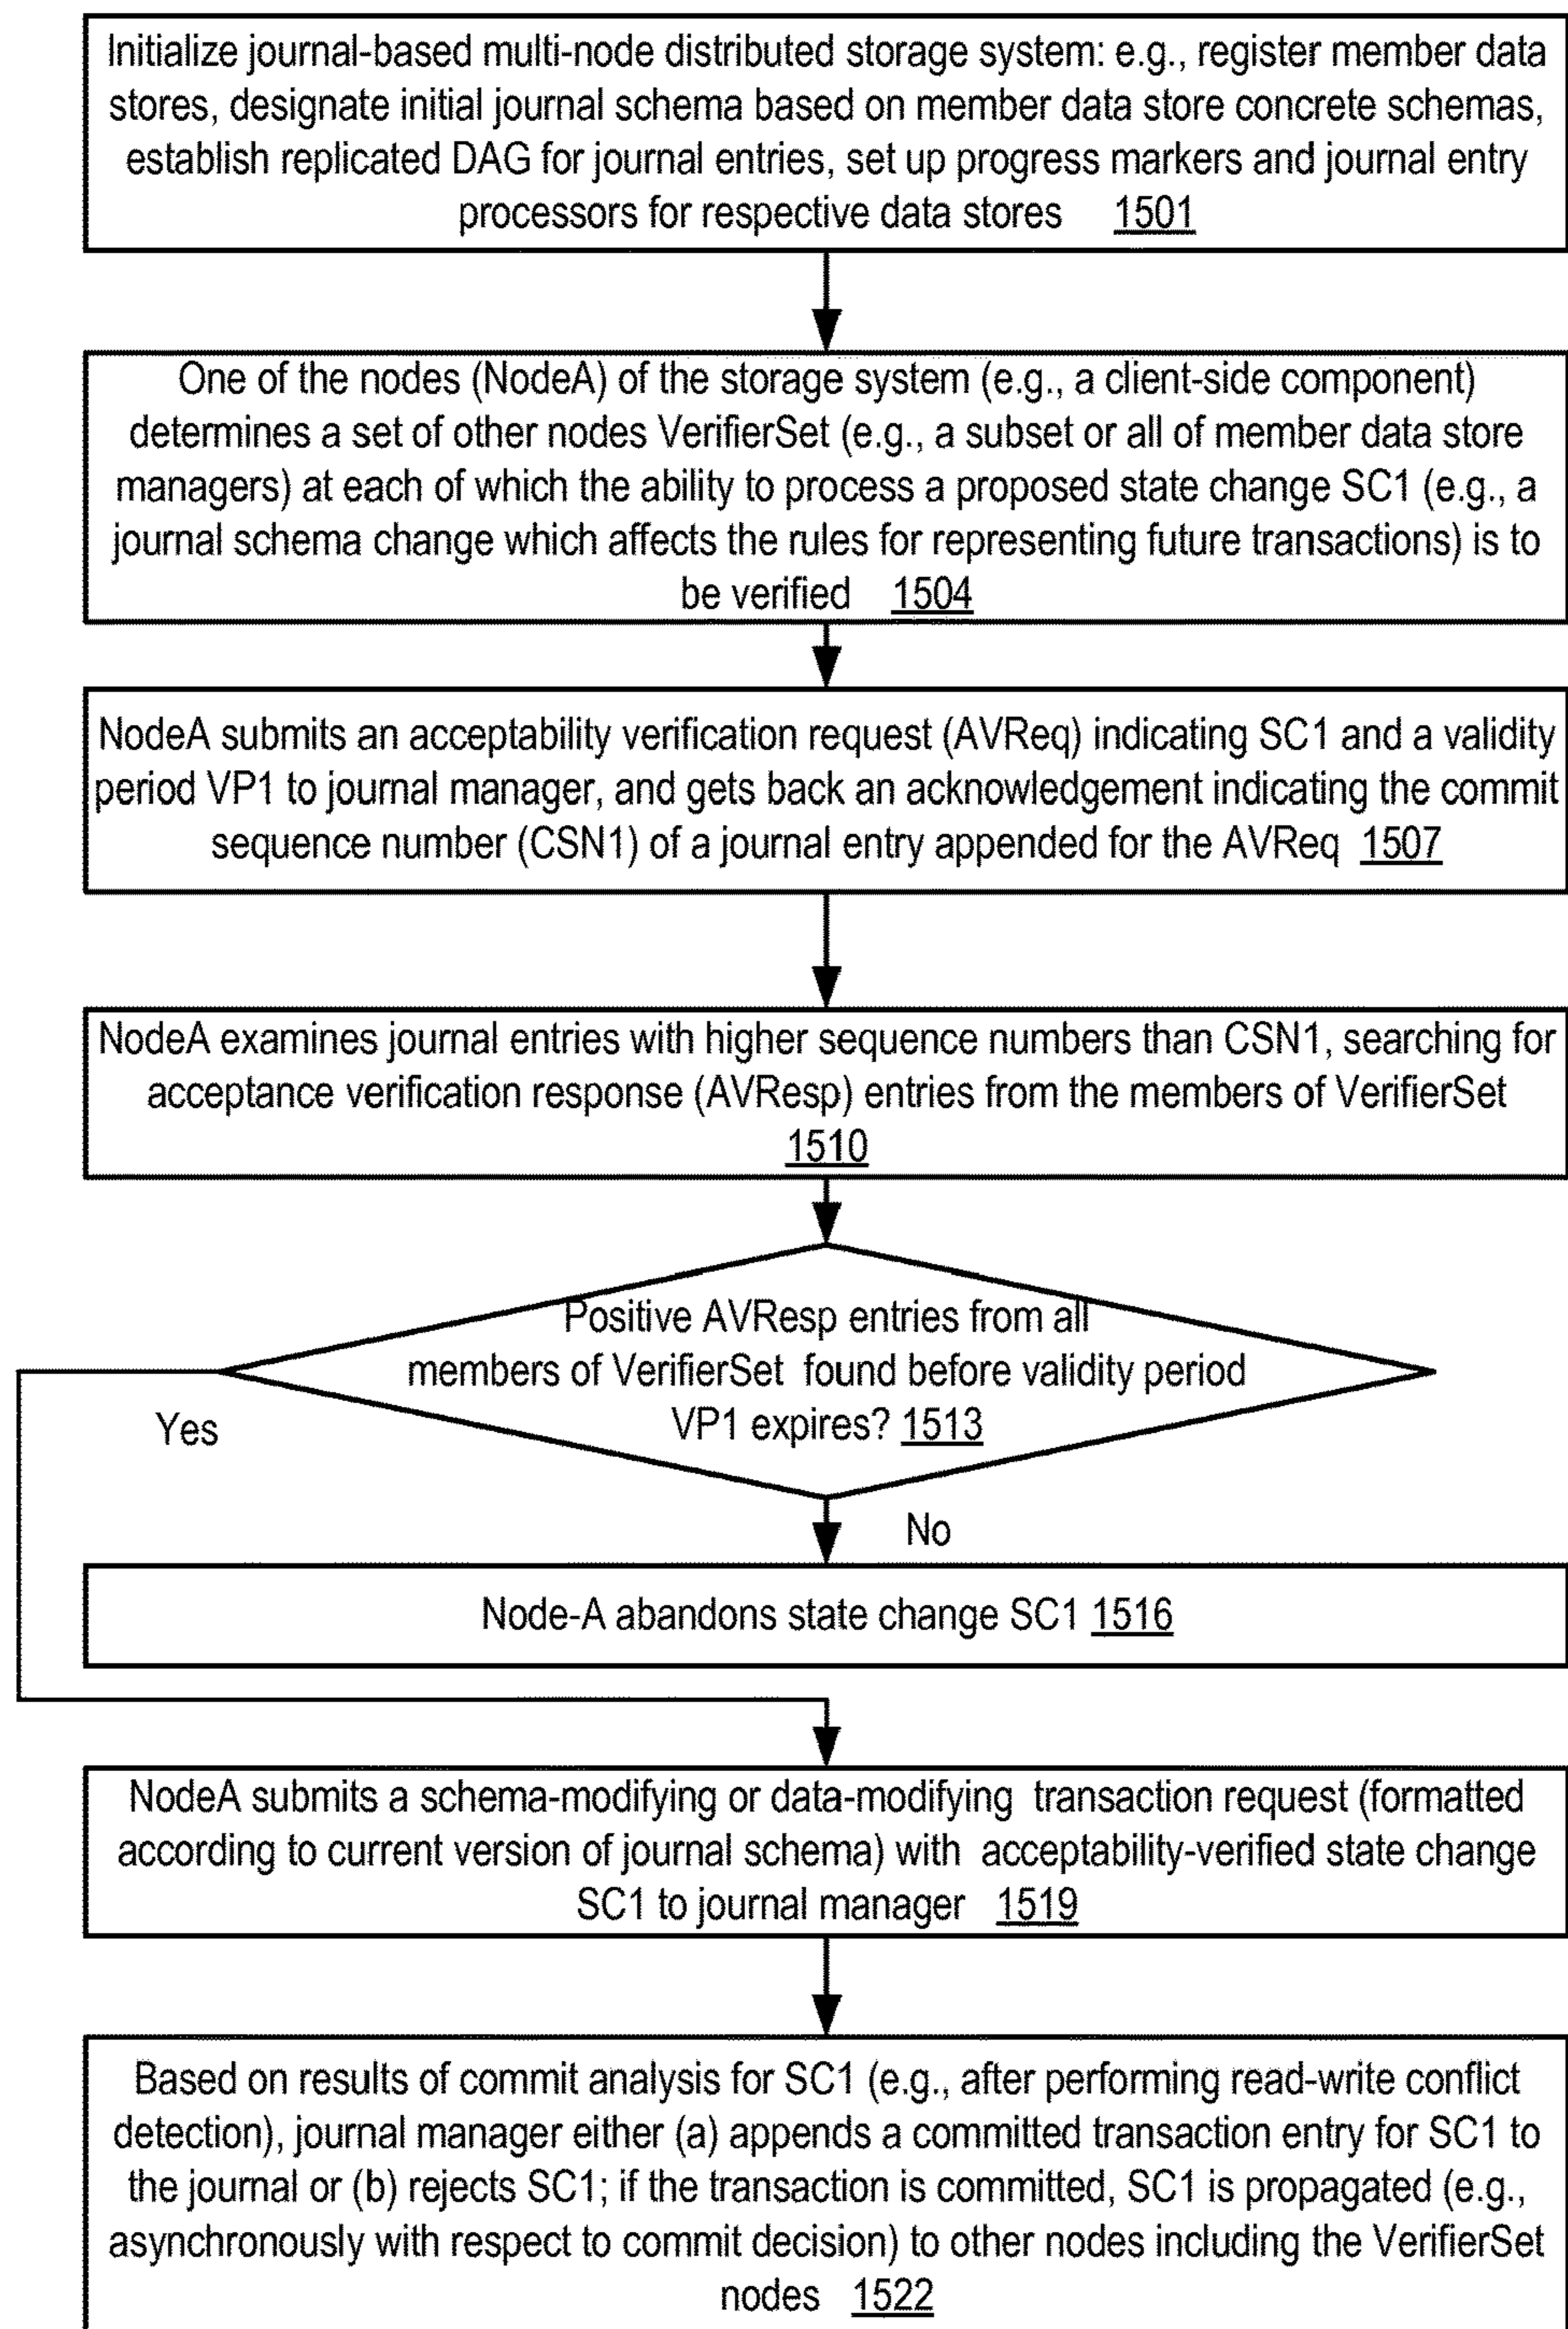 Initialize journal-based multi-node distributed storage system: e.g., register member data
stores, designate initial journal schema based on member data store concrete schemas,
establish replicated DAG for journal entries, set up progress markers and journal entry
processors for respective data stores 1501
One of the nodes (NodeA) of the storage system (e.g., a client-side component)
determines a set of other nodes VerifierSet (e.g., a subset or all of member data store
managers) at each of which the ability to process a proposed state change SC1 (e.g., a
journal schema change which affects the rules for representing future transactions) is to
be verified 1504
NodeA submits an acceptability verification request (AVReq) indicating SC1 and a validity
period VP1 to journal manager, and gets back an acknowledgement indicating the commit
sequence number (CSN1) of a journal entry appended for the AVReq 1507
NodeA examines journal entries with higher sequence numbers than CSN1, searching for
acceptance verification response (AVResp) entries from the members of VerifierSet
1510
Positive AVResp entries from all
members of VerifierSet found before validity period
VP1 expires? 1513
Yes
No
Node-A abandons state change SC1 1516
NodeA submits a schema-modifying or data-modifying transaction request (formatted
according to current version of journal schema) with acceptability-verified state change
SC1 to journal manager 1519
Based on results of commit analysis for SC1 (e.g., after performing read-write conflict
detection), journal manager either (a) appends a committed transaction entry for SC1 to
the journal or (b) rejects SC1; if the transaction is committed, SC1 is propagated (e.g.,
asynchronously with respect to commit decision) to other nodes including the VerifierSet
nodes 1522